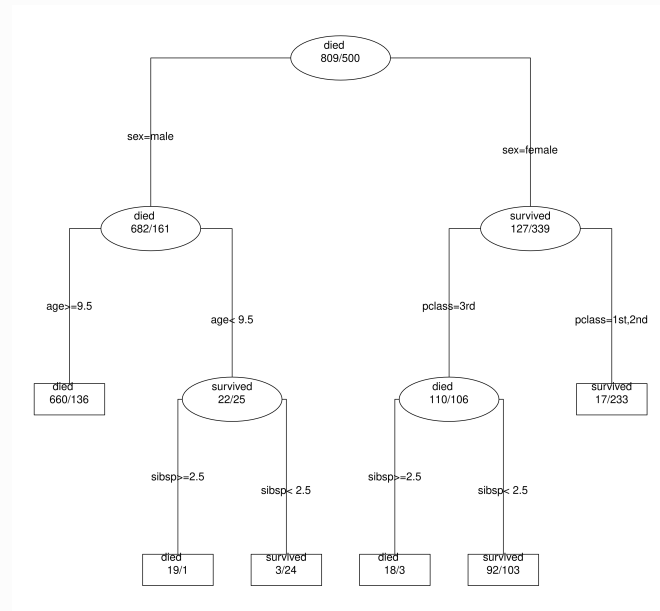 died
809/500
sex=male
sex=female
died
682/161
survived
127/339
age>=9.5
age< 9.5
pclass=3rd
pclass=1st,2nd
died
660/136
survived
22/25
died
110/106
survived
17/233
sibsp>=2.5
sibsp< 2.5
sibsp>=2.5
sibsp< 2.5
died
19/1
survived
3/24
died
18/3
survived
92/103